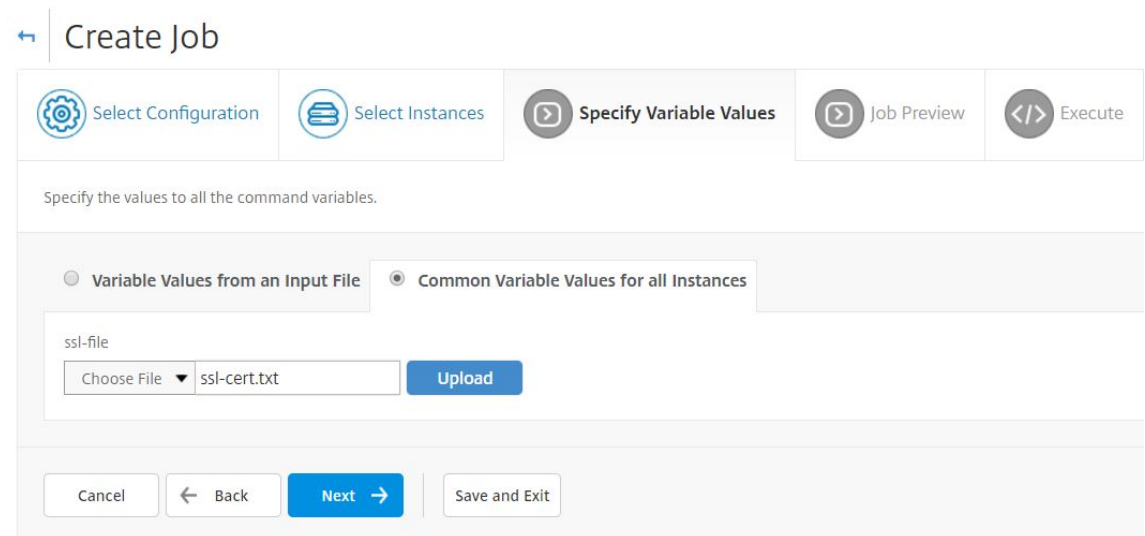 Create Job
Select Configuration
Select Instances
Specify Variable Values
Job Preview
</> Execute
Specify the values to all the command variables.
Variable Values from an Input File
Common Variable Values for all Instances
ssl-file
Choose File ssl-cert.txt Upload
Cancel Back Next Save and Exit